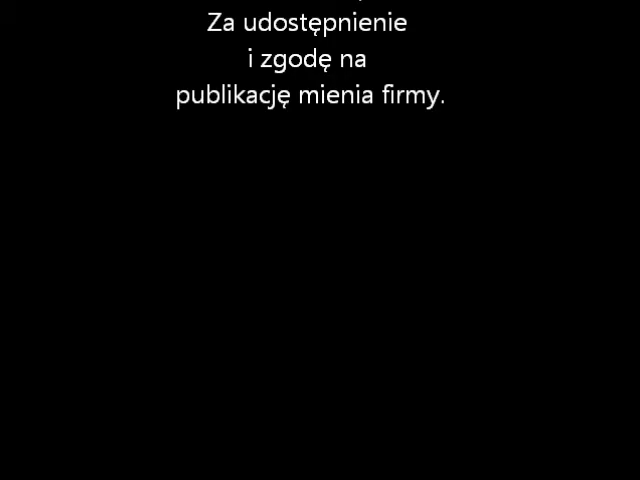 Za udostępnienie
i zgodę na
publikację mienia firmy.